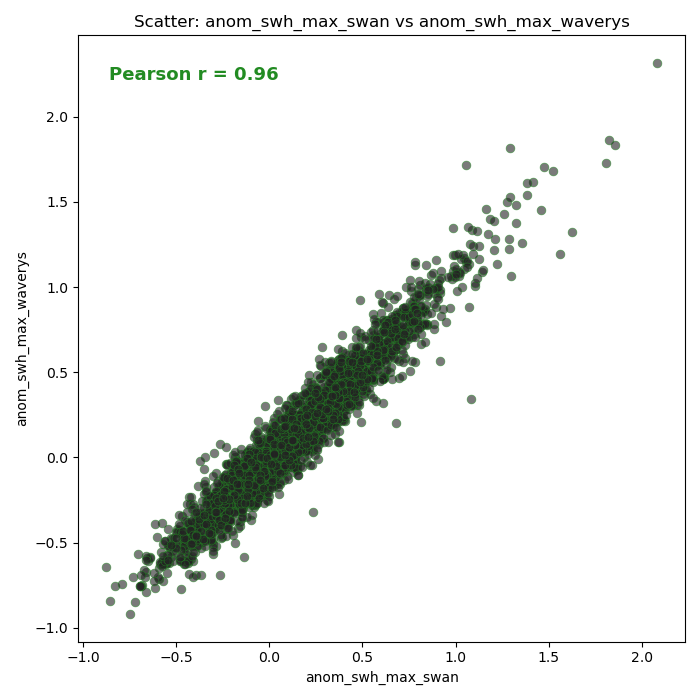 Scatter: anom_swh_max_swan vs anom_swh_max_waverys
Pearson r = 0.96
2.0
1.5
1.0
0.5
0.0
−0.5
−1.0
anom_swh_max_waverys
−1.0 −0.5 0.0 0.5 1.0 1.5 2.0
anom_swh_max_swan